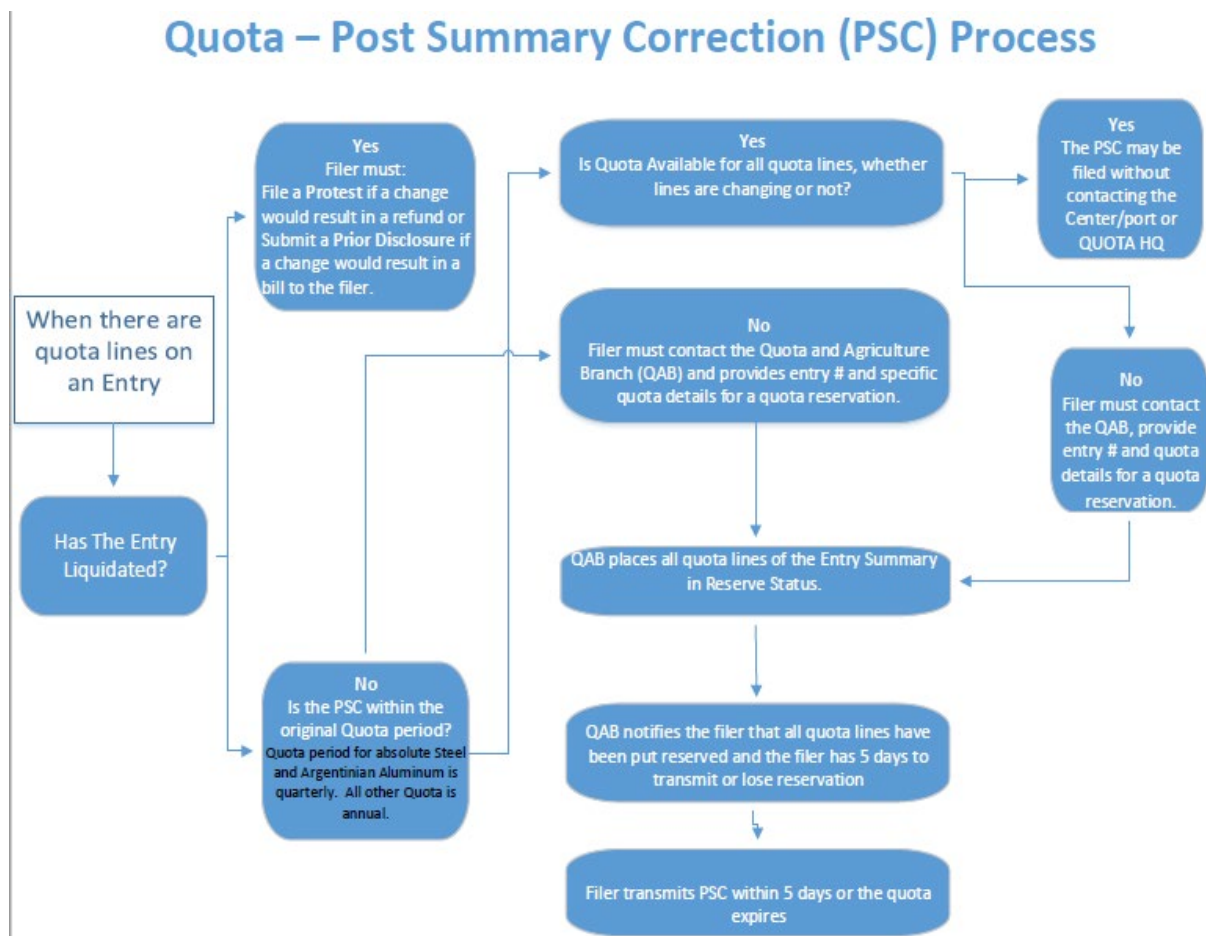 Quota – Post Summary Correction (PSC) Process
When there are
quota lines on
an Entry
Has The Entry
Liquidated?
Yes
Filer must:
File a Protest if a change
would result in a refund or
Submit a Prior Disclosure if
a change would result in a
bill to the filer.
No
Is the PSC within the
original Quota period?
Quota period for absolute Steel
and Argentinian Aluminum is
quarterly. All other Quota is
annual.
Yes
Is Quota Available for all quota lines, whether
lines are changing or not?
No
Filer must contact the Quota and Agriculture
Branch (QAB) and provides entry # and specific
quota details for a quota reservation.
Yes
The PSC may be
filed without
contacting the
Center/port or
QUOTA HQ
No
Filer must contact
the QAB, provide
entry # and quota
details for a quota
reservation.
QAB places all quota lines of the Entry Summary
in Reserve Status.
QAB notifies the filer that all quota lines have
been put reserved and the filer has 5 days to
transmit or lose reservation
Filer transmits PSC within 5 days or the quota
expires